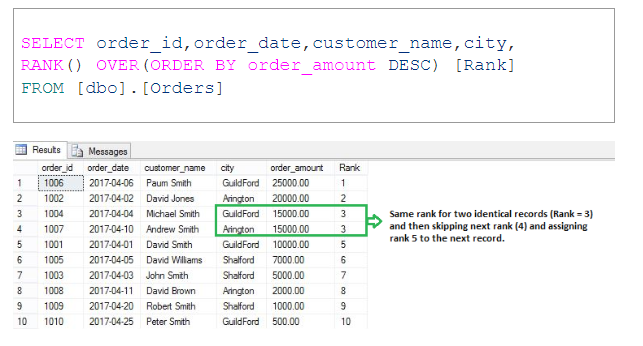 SELECT order_id,order_date,customer_name,city,
RANK() OVER(ORDER BY order_amount DESC) [Rank]
FROM [dbo].[Orders]
Results Messages
order_id order_date customer_name city order_amount Rank
1 1006 2017-04-06 Paum Smith GuildFord 25000.00 1
2 1002 2017-04-02 David Jones Arington 20000.00 2
3 1004 2017-04-04 Michael Smith GuildFord 15000.00 3
4 1007 2017-04-10 Andrew Smith Arington 15000.00 3
5 1001 2017-04-01 David Smith GuildFord 10000.00 5
6 1005 2017-04-05 David Williams Shalford 7000.00 6
7 1003 2017-04-03 John Smith Shalford 5000.00 7
8 1008 2017-04-11 David Brown Arington 2000.00 8
9 1009 2017-04-20 Robert Smith Shalford 1000.00 9
10 1010 2017-04-25 Peter Smith GuildFord 500.00 10
Same rank for two identical records (Rank = 3)
and then skipping next rank (4) and assigning
rank 5 to the next record.